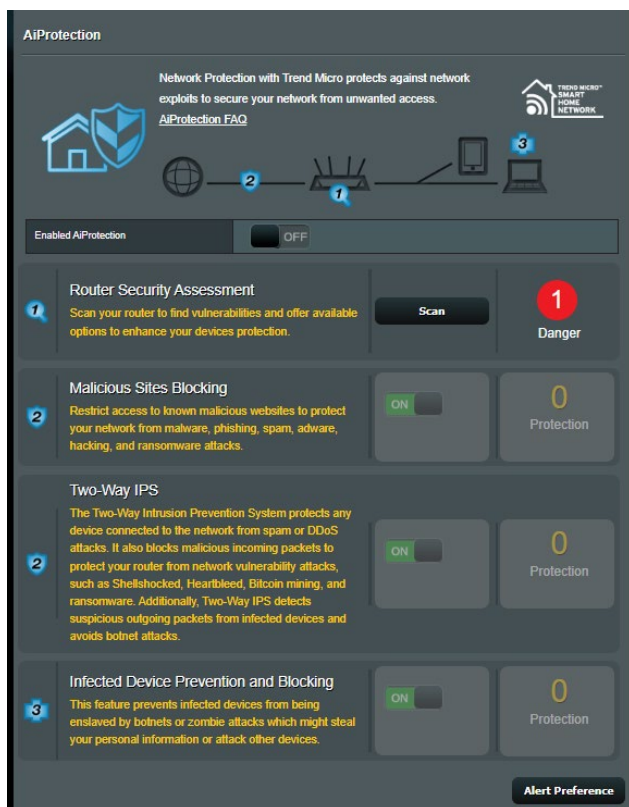 AiProtection
Network Protection with Trend Micro protects against network
exploits to secure your network from unwanted access.
AiProtection FAQ
TREND MICRO™
SMART
HOME
NETWORK
3
2
1
Enabled AiProtection
OFF
1
Router Security Assessment
Scan your router to find vulnerabilities and offer available
options to enhance your devices protection.
Scan
1
Danger
2
Malicious Sites Blocking
Restrict access to known malicious websites to protect
your network from malware, phishing, spam, adware,
hacking, and ransomware attacks.
ON
0
Protection
2
Two-Way IPS
The Two-Way Intrusion Prevention System protects any
device connected to the network from spam or DDoS
attacks. It also blocks malicious incoming packets to
protect your router from network vulnerability attacks,
such as Shellshocked, Heartbleed, Bitcoin mining, and
ransomware. Additionally, Two-Way IPS detects
suspicious outgoing packets from infected devices and
avoids botnet attacks.
ON
0
Protection
3
Infected Device Prevention and Blocking
This feature prevents infected devices from being
enslaved by botnets or zombie attacks which might steal
your personal information or attack other devices.
ON
0
Protection
Alert Preference